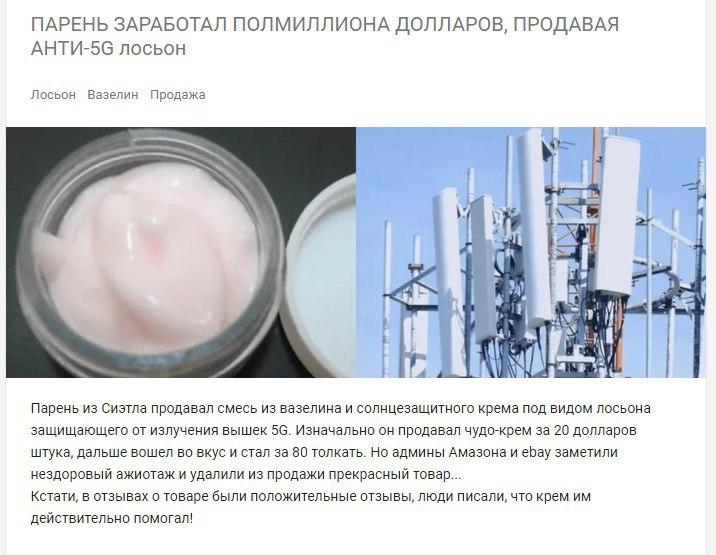 ПАРЕНЬ ЗАРАБОТАЛ ПОЛМИЛЛИОНА ДОЛЛАРОВ, ПРОДАВАЯ
АНТИ-5G лосьон
Лосьон Вазелин Продажа
Парень из Сиэтла продавал смесь из вазелина и солнцезащитного крема под видом лосьона
защищающего от излучения вышек 5G. Изначально он продавал чудо-крем за 20 долларов
штука, дальше вошел во вкус и стал за 80 толкать. Но админы Амазона и ebay заметили
нездоровый ажиотаж и удалили из продажи прекрасный товар...
Кстати, в отзывах о товаре были положительные отзывы, люди писали, что крем им
действительно помогал!